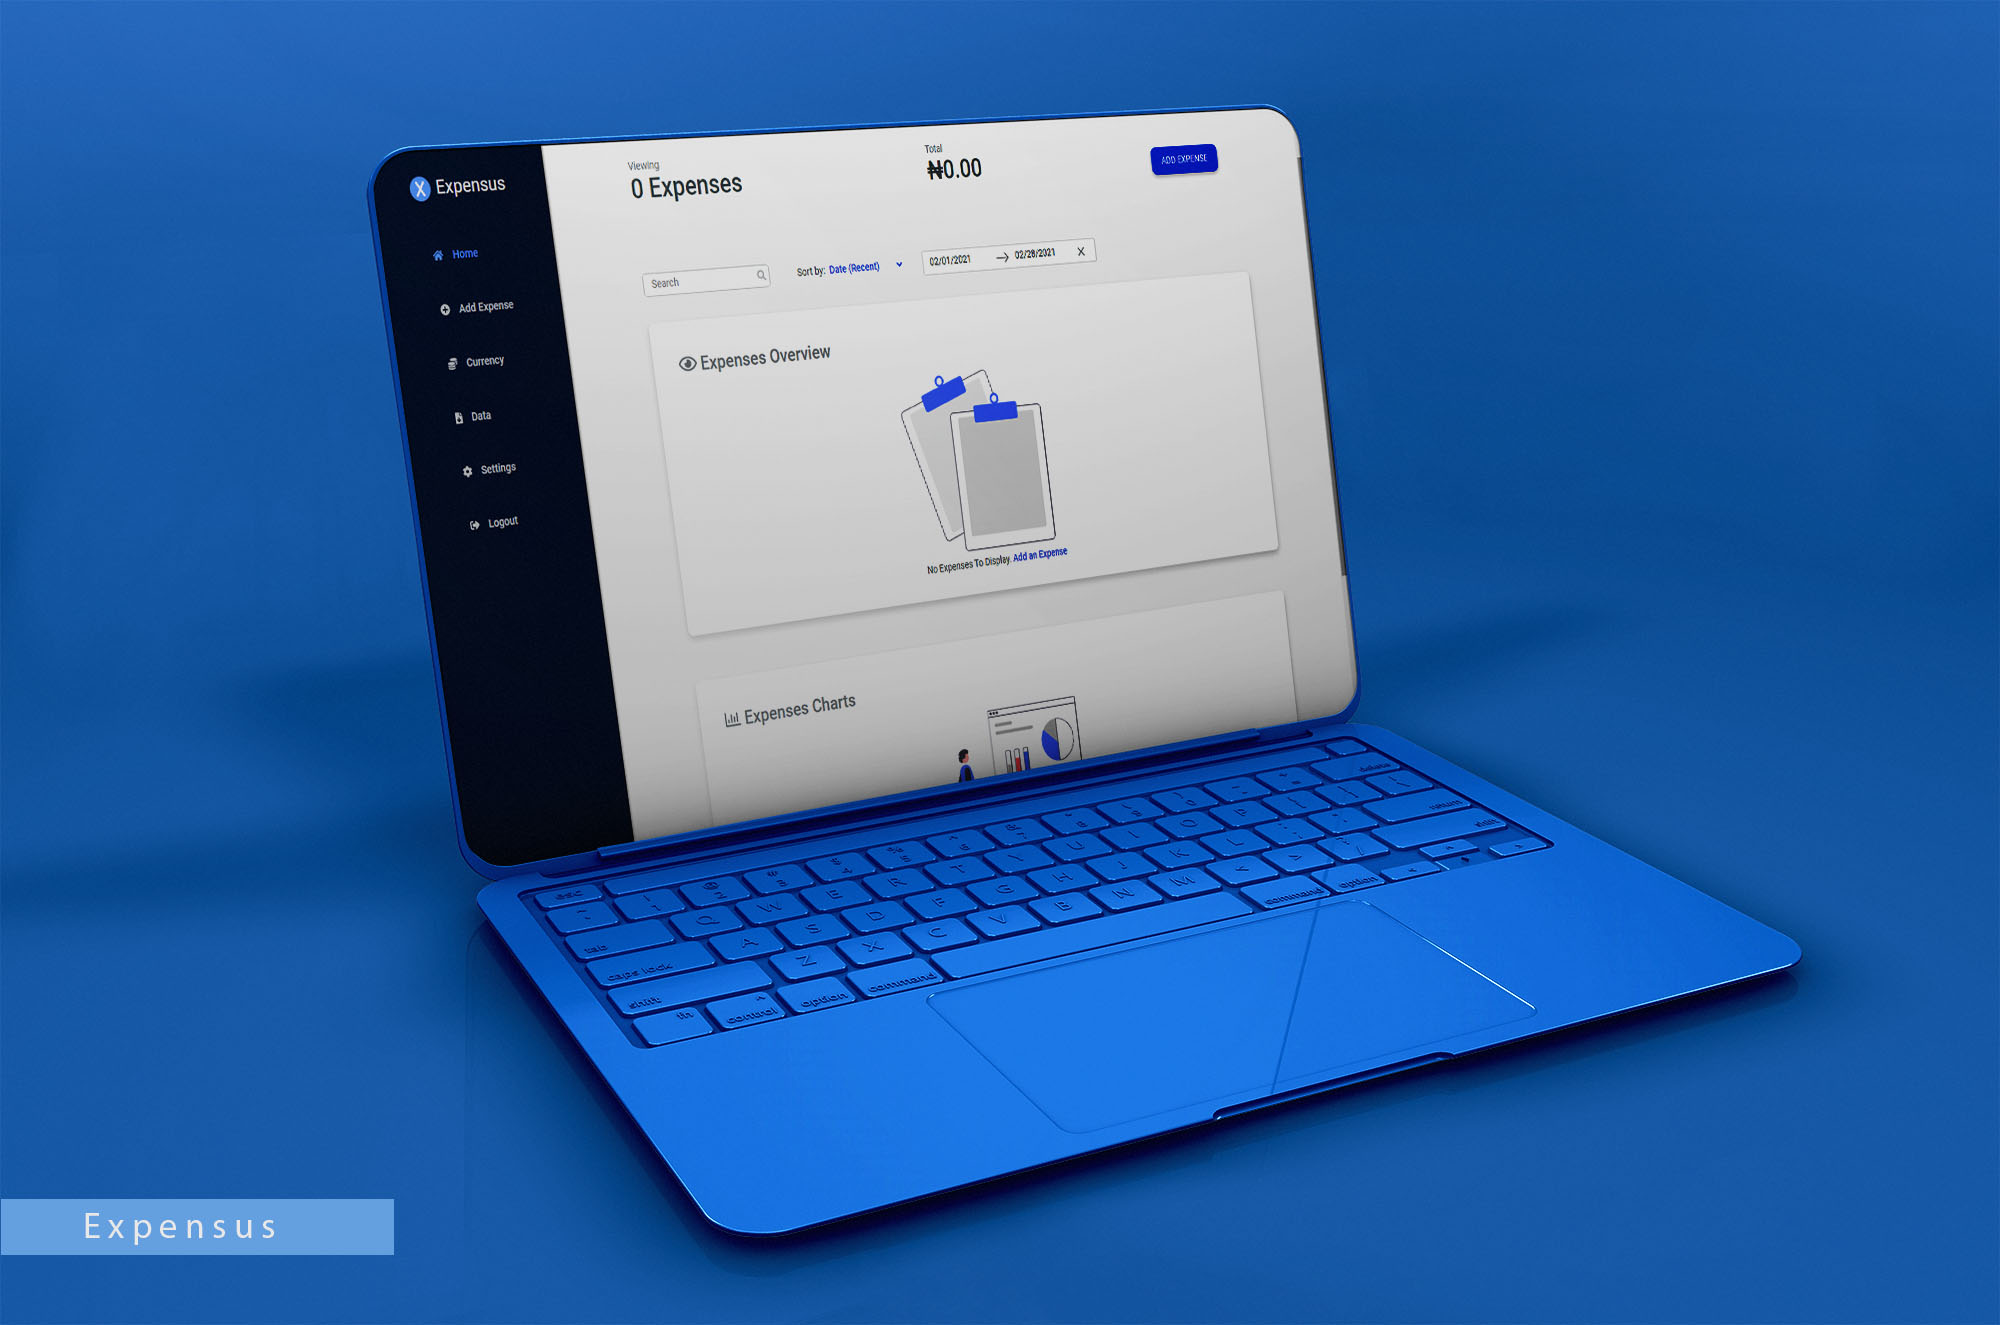 Expensus
Home
Add Expense
Currency
Data
Settings
Logout
Viewing
0 Expenses
Total
₦0.00
ADD EXPENSE
Search
Sort by: Date (Recent)
02/01/2021 → 02/28/2021 X
Expenses Overview
No Expenses To Display. Add an Expense
Expenses Charts
esc
delete
tab Q W E R T Y U I O P
caps lock A S D F G H J K L
return
shift Z X C V B N M
shift
fn control option command command option
Expensus